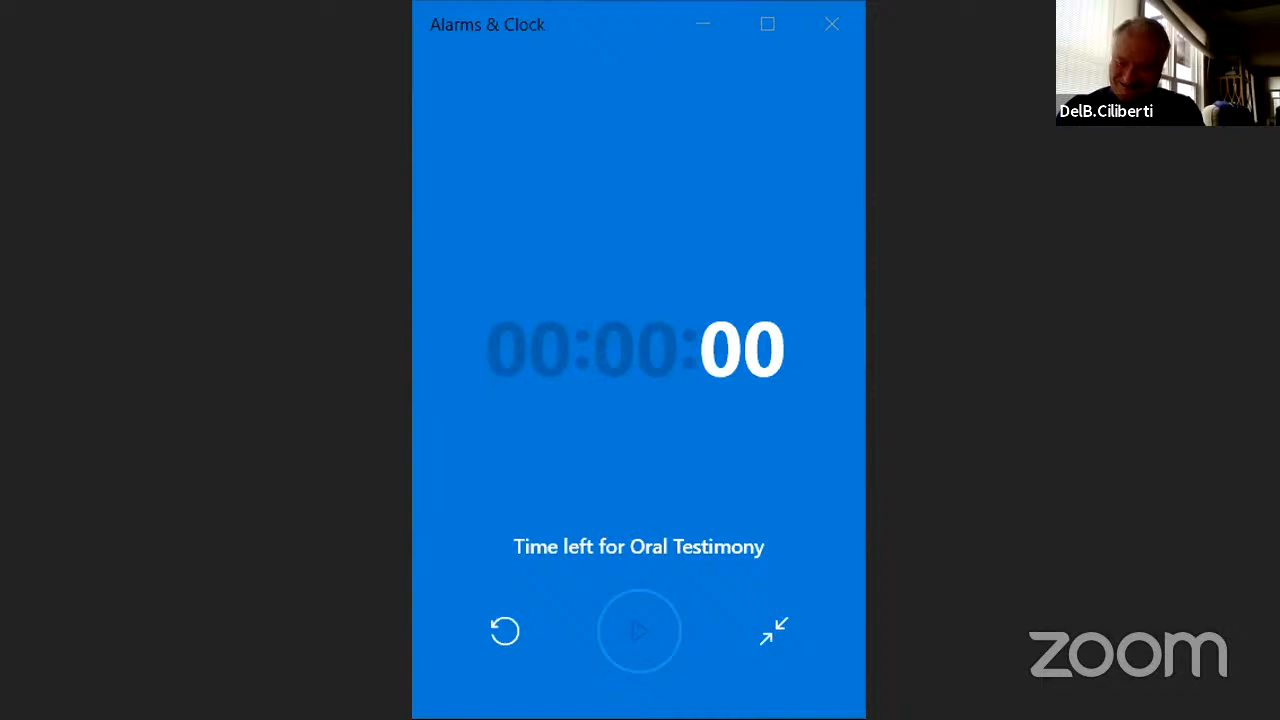 Alarms & Clock
DelB.Ciliberti
00:00:00
Time left for Oral Testimony
zoom